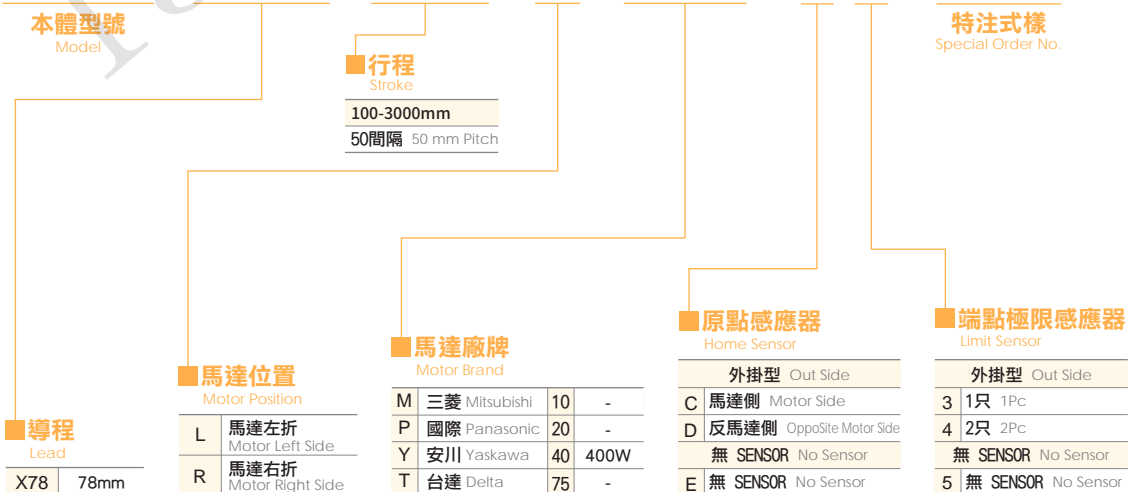 本體型號
Model
特注式樣
Special Order No.
■行程
Stroke
100-3000mm
50間隔 50 mm Pitch
■原點感應器
Home Sensor
外掛型 Out Side
C 馬達側 Motor Side
D 反馬達側 OppoSite Motor Side
無 SENSOR No Sensor
E 無 SENSOR No Sensor
■端點極限感應器
Limit Sensor
外掛型 Out Side
3 1只 1Pc
4 2只 2Pc
無 SENSOR No Sensor
5 無 SENSOR No Sensor
■馬達廠牌
Motor Brand
M 三菱 Mitsubishi 10 -
P 國際 Panasonic 20 -
Y 安川 Yaskawa 40 400W
T 台達 Delta 75 -
■馬達位置
Motor Position
L 馬達左折
Motor Left Side
R 馬達右折
Motor Right Side
■導程
Lead
X78 78mm